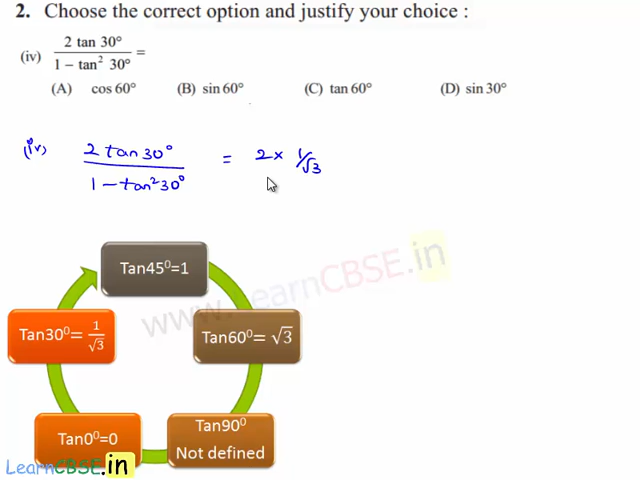 2. Choose the correct option and justify your choice :
(iv) 2 tan 30° / 1 − tan² 30° =
(A) cos 60° (B) sin 60° (C) tan 60° (D) sin 30°
(iv) 2 tan 30° / 1 − tan² 30° = 2 × 1/√3
Tan45⁰=1
www.LearnCBSE.in
Tan30⁰= 1/√3
Tan60⁰= √3
Tan0⁰=0
Tan90⁰
Not defined
LearnCBSE.in